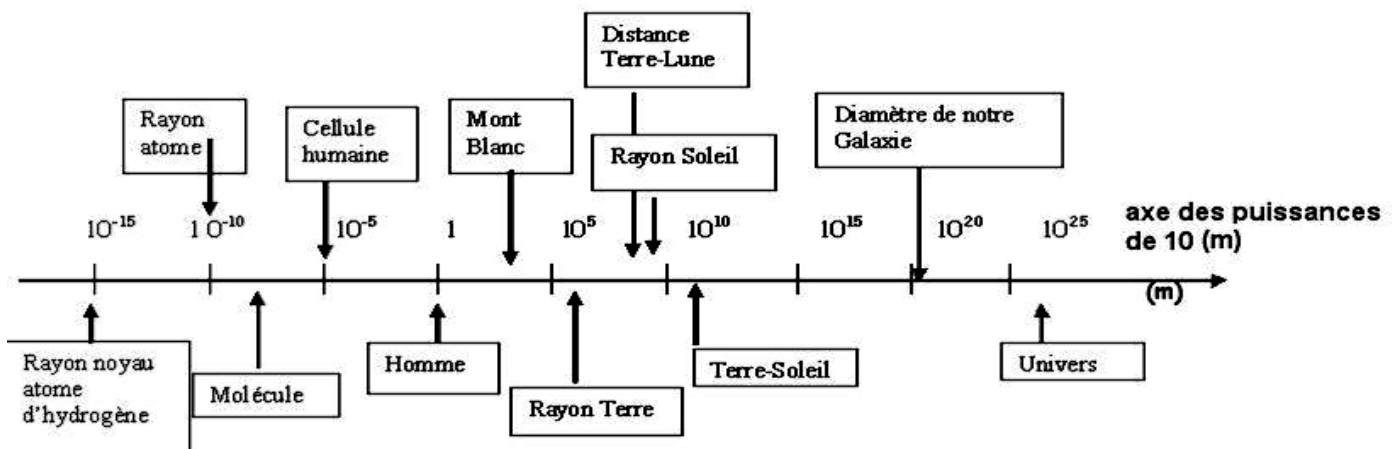 Distance
Terre-Lune
Rayon
atome
Cellule
humaine
Mont
Blanc
Rayon Soleil
Diamètre de notre
Galaxie
10⁻¹⁵ 10⁻¹⁰ 10⁻⁵ 1 10⁵ 10¹⁰ 10¹⁵ 10²⁰ 10²⁵ axe des puissances
de 10 (m)
(m)
Rayon noyau
atome
d'hydrogène
Molécule
Homme
Rayon Terre
Terre-Soleil
Univers